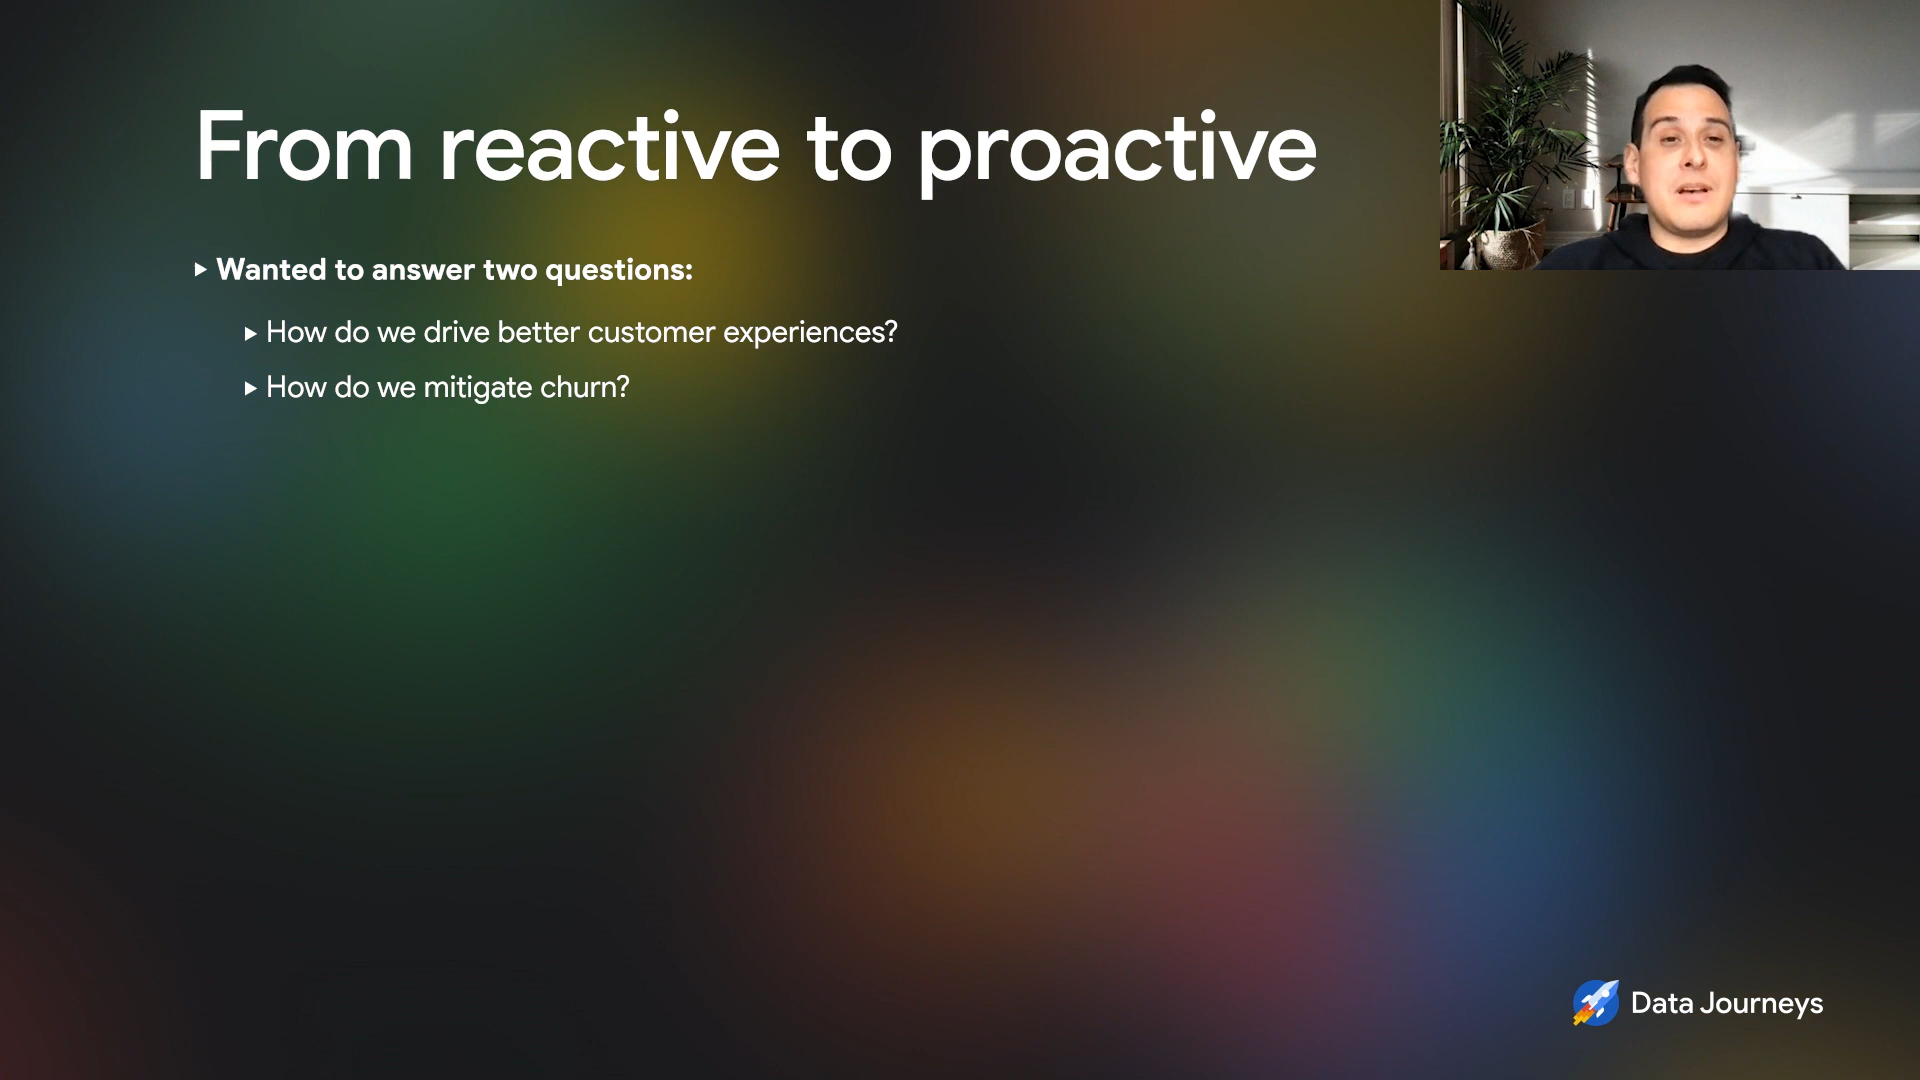 From reactive to proactive
Wanted to answer two questions:
How do we drive better customer experiences?
How do we mitigate churn?
Data Journeys